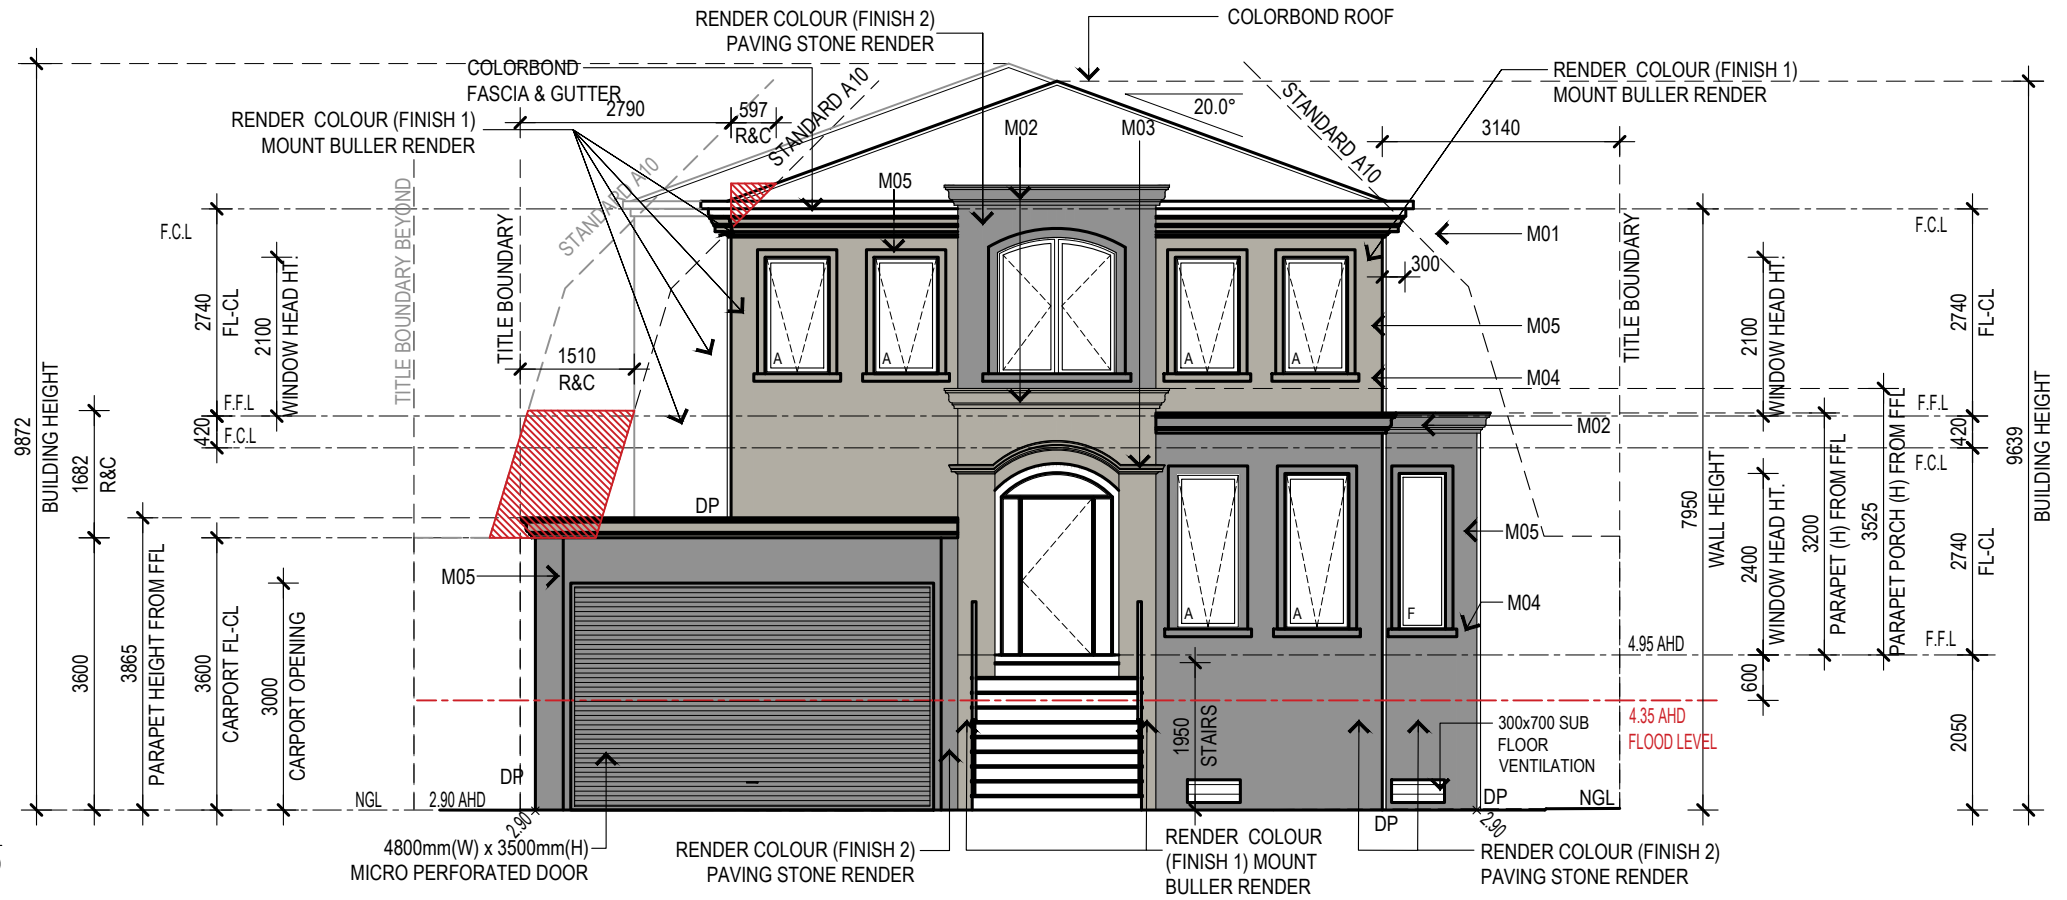 RENDER COLOUR (FINISH 2)
PAVING STONE RENDER
COLORBOND ROOF
COLORBOND
FASCIA & GUTTER
RENDER COLOUR (FINISH 1)
MOUNT BULLER RENDER
RENDER COLOUR (FINISH 1)
MOUNT BULLER RENDER
2790
597
R&C
STANDARD A10
STANDARD A10
STANDARD A10
20.0°
3140
M02
M03
M05
M01
300
M05
M04
M02
M05
M04
M05
TITLE BOUNDARY BEYOND
TITLE BOUNDARY
TITLE BOUNDARY
1510
R&C
9872
BUILDING HEIGHT
1682
R&C
3600
3865
PARAPET HEIGHT FROM FFL
F.C.L
2740
FL-CL
2100
WINDOW HEAD HT.
F.F.L
420
F.C.L
3600
CARPORT FL-CL
3000
CARPORT OPENING
A
A
A
A
A
A
F
DP
DP
DP
DP
NGL
2.90 AHD
2.90
NGL
2.90
1950
STAIRS
4.95 AHD
4.35 AHD
FLOOD LEVEL
300x700 SUB
FLOOR
VENTILATION
7950
WALL HEIGHT
2100
WINDOW HEAD HT.
2400
WINDOW HEAD HT.
600
3200
PARAPET (H) FROM FFL
3525
PARAPET PORCH (H) FROM FFL
F.C.L
2740
FL-CL
F.F.L
420
F.C.L
2740
FL-CL
F.F.L
2050
9639
BUILDING HEIGHT
4800mm(W) x 3500mm(H)
MICRO PERFORATED DOOR
RENDER COLOUR (FINISH 2)
PAVING STONE RENDER
RENDER COLOUR
(FINISH 1) MOUNT
BULLER RENDER
RENDER COLOUR (FINISH 2)
PAVING STONE RENDER